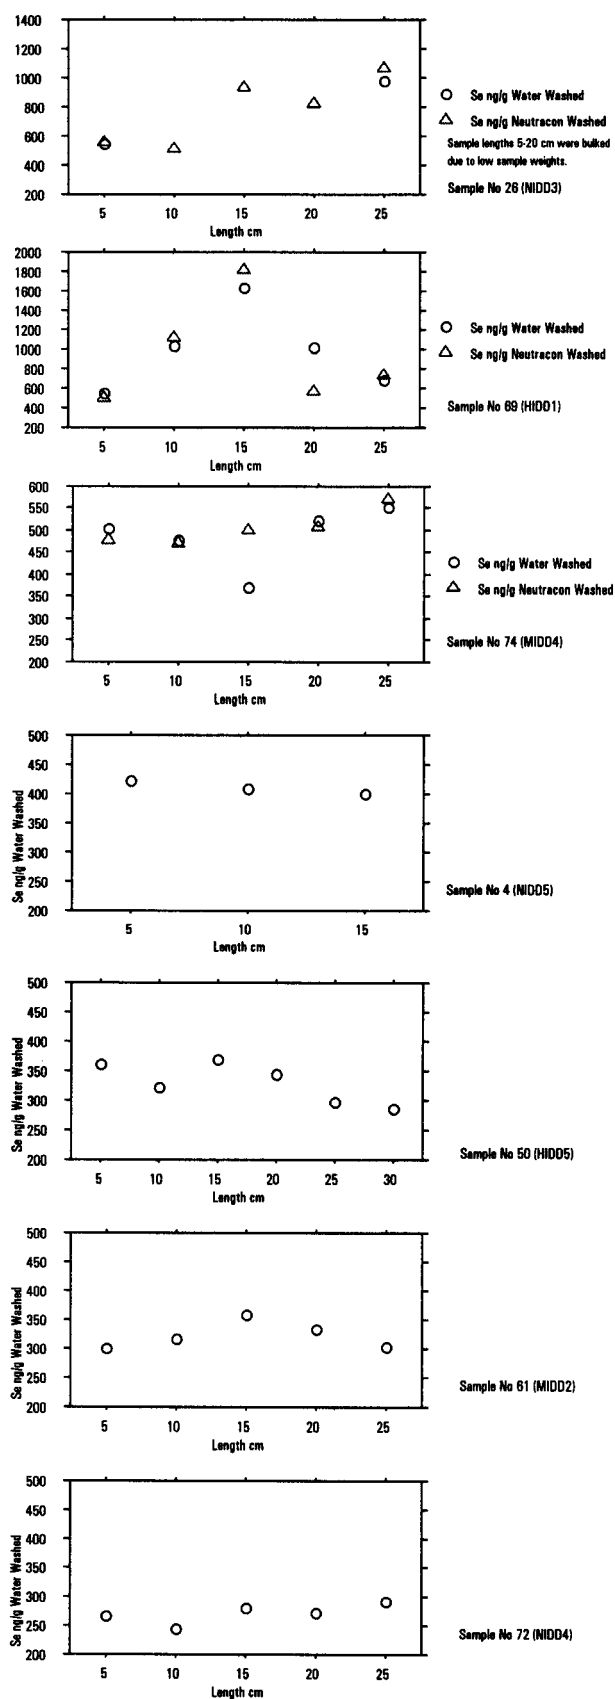 1400
1200
1000
800
600
400
200
5 10 15 20 25
Length cm
Se ng/g Water Washed
Se ng/g Neutracon Washed
Sample lengths 5-20 cm were bulked
due to low sample weights.
Sample No 26 (NIDD3)
2000
1800
1600
1400
1200
1000
800
600
400
200
5 10 15 20 25
Length cm
Se ng/g Water Washed
Se ng/g Neutracon Washed
Sample No 69 (HIDD1)
600
550
500
450
400
350
300
250
200
5 10 15 20 25
Length cm
Se ng/g Water Washed
Se ng/g Neutracon Washed
Sample No 74 (MIDD4)
Se ng/g Water Washed
500
450
400
350
300
250
200
5 10 15
Length cm
Sample No 4 (NIDD5)
Se ng/g Water Washed
500
450
400
350
300
250
200
5 10 15 20 25 30
Length cm
Sample No 50 (HIDD5)
Se ng/g Water Washed
500
450
400
350
300
250
200
5 10 15 20 25
Length cm
Sample No 61 (MIDD2)
Se ng/g Water Washed
500
450
400
350
300
250
200
5 10 15 20 25
Length cm
Sample No 72 (NIDD4)